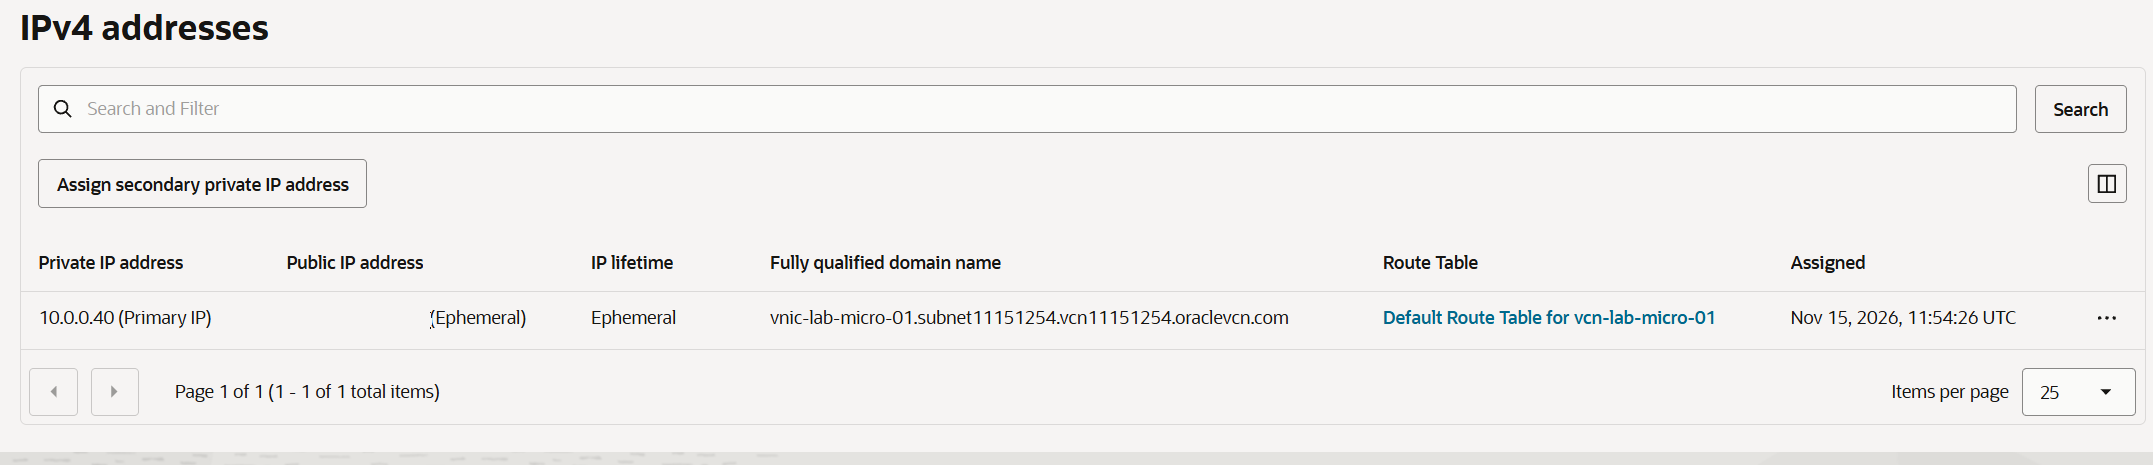 IPv4 addresses
Search and Filter
Search
Assign secondary private IP address
Private IP address Public IP address IP lifetime Fully qualified domain name Route Table Assigned
10.0.0.40 (Primary IP) (Ephemeral) Ephemeral vnic-lab-micro-01.subnet11151254.vcn11151254.oraclevcn.com Default Route Table for vcn-lab-micro-01 Nov 15, 2026, 11:54:26 UTC ...
Page 1 of 1 (1 - 1 of 1 total items) Items per page 25